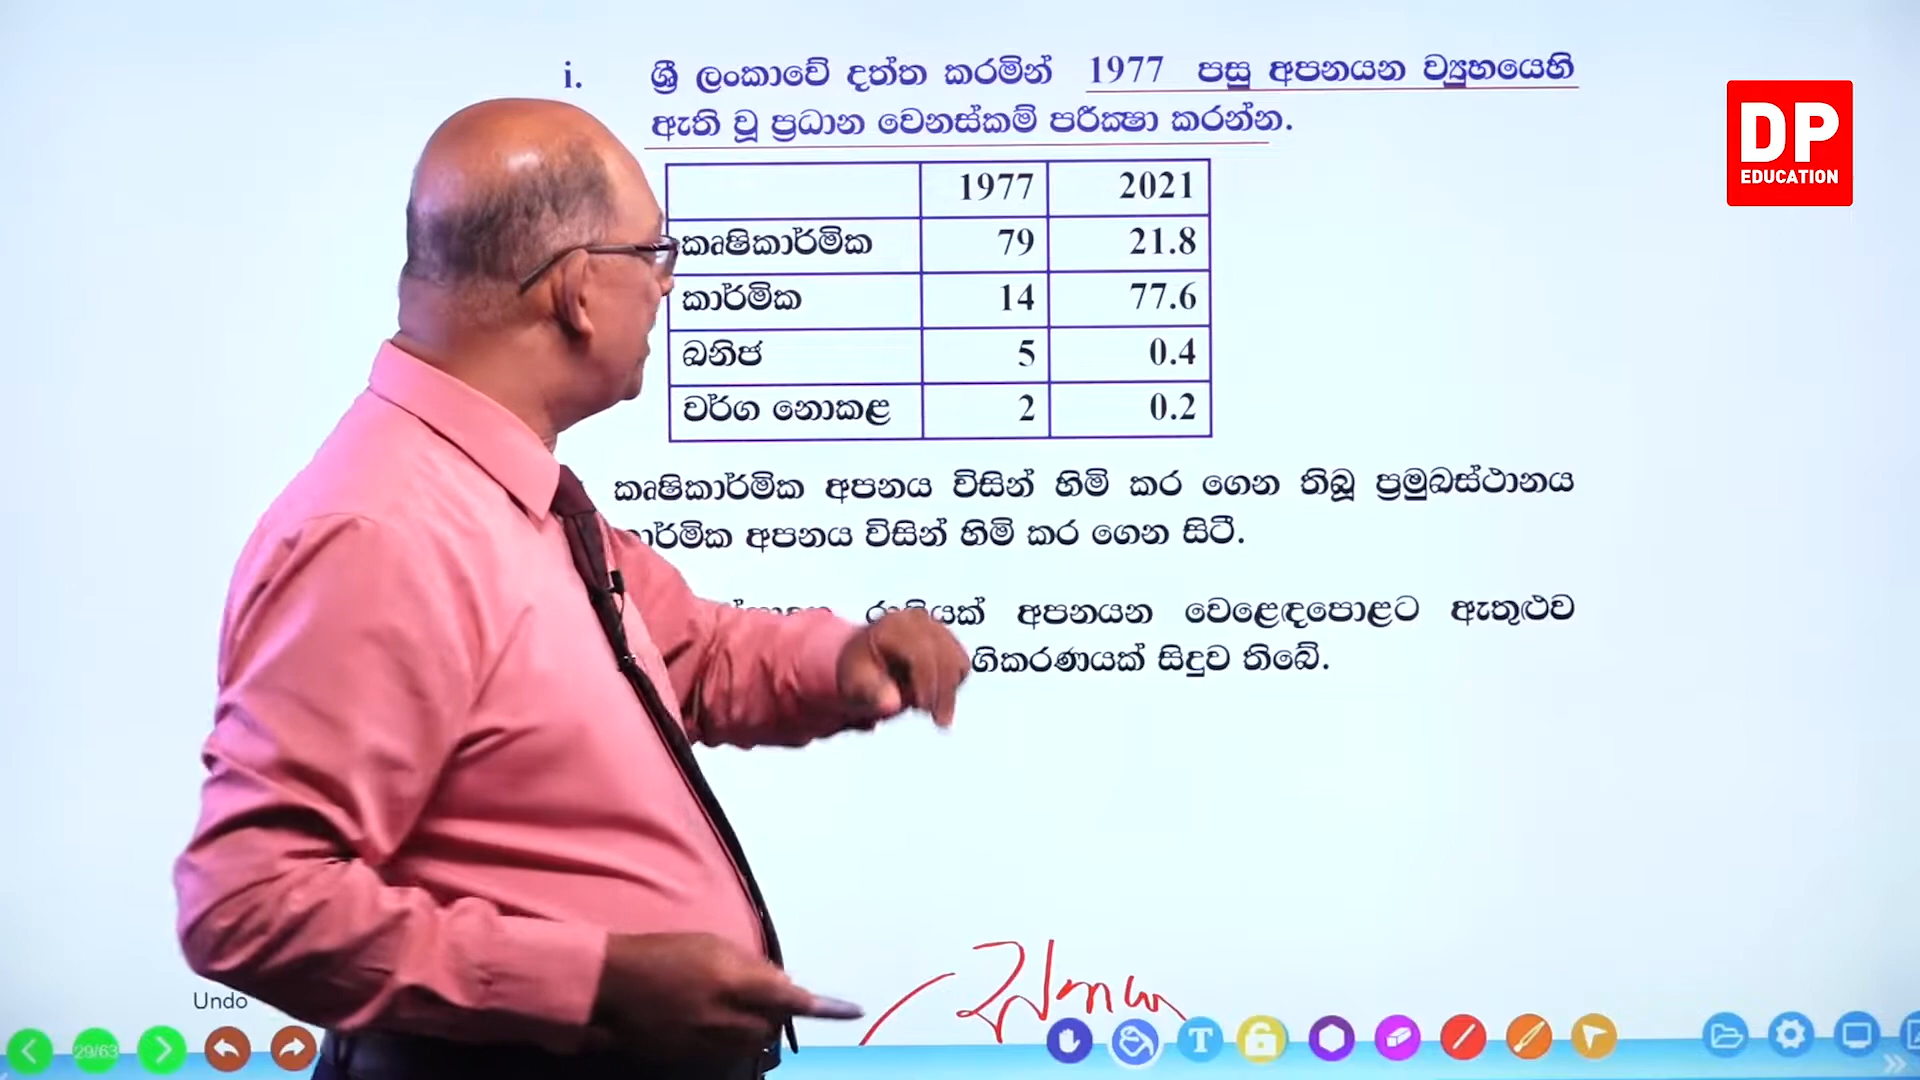 i. ශ්‍රී ලංකාවේ දත්ත කරමින් 1977 පසු අපනයන ව්‍යුහයෙහි
ඇති වූ ප්‍රධාන වෙනස්කම් පරීක්ෂා කරන්න.
DP
EDUCATION
1977 2021
කෘෂිකාර්මික 79 21.8
කාර්මික 14 77.6
ඛනිජ 5 0.4
වර්ග නොකළ 2 0.2
කෘෂිකාර්මික අපනය විසින් හිමි කර ගෙන තිබූ ප්‍රමුඛස්ථානය
අපනය විසින් හිමි කර ගෙන සිටී.
අපනයන වෙළෙඳපොළට ඇතුළුව
සිදුව තිබේ.
Undo
29/63
T